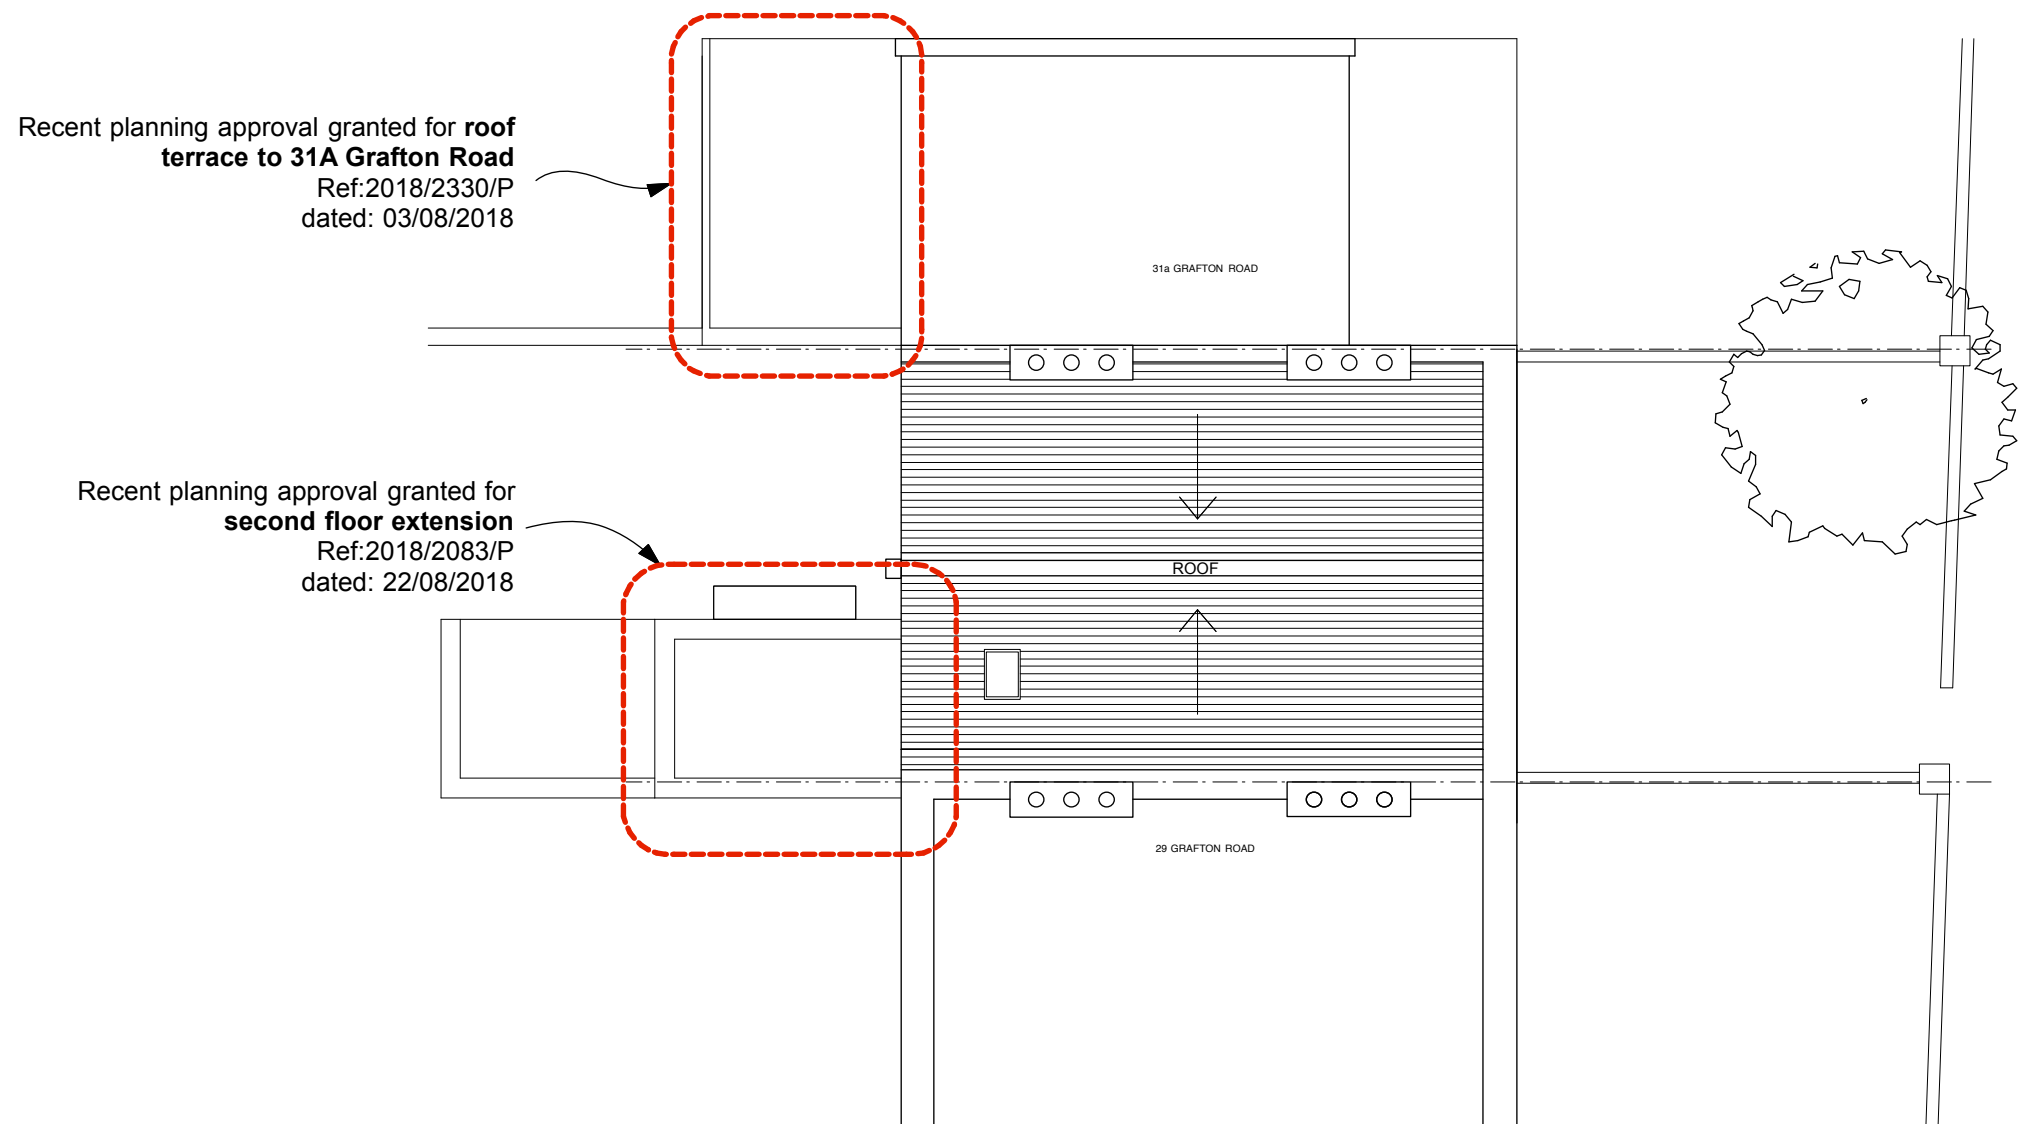 Recent planning approval granted for roof
terrace to 31A Grafton Road
Ref:2018/2330/P
dated: 03/08/2018
31a GRAFTON ROAD
Recent planning approval granted for
second floor extension
Ref:2018/2083/P
dated: 22/08/2018
ROOF
29 GRAFTON ROAD